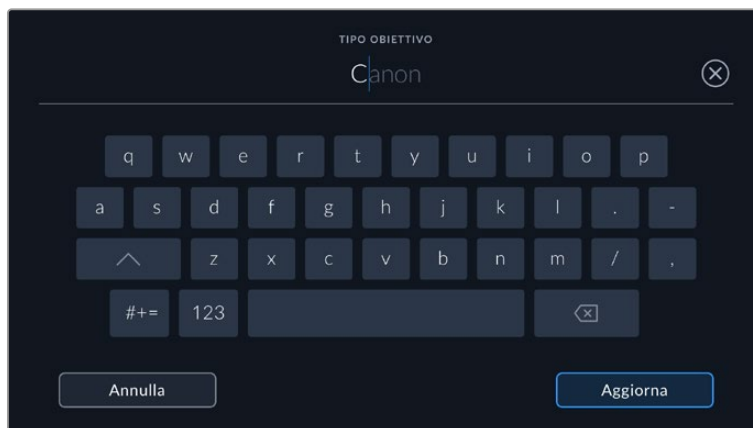 TIPO OBIETTIVO
Canon
q w e r t y u i o p
a s d f g h j k l . -
z x c v b n m / ,
#+= 123
Annulla Aggiorna